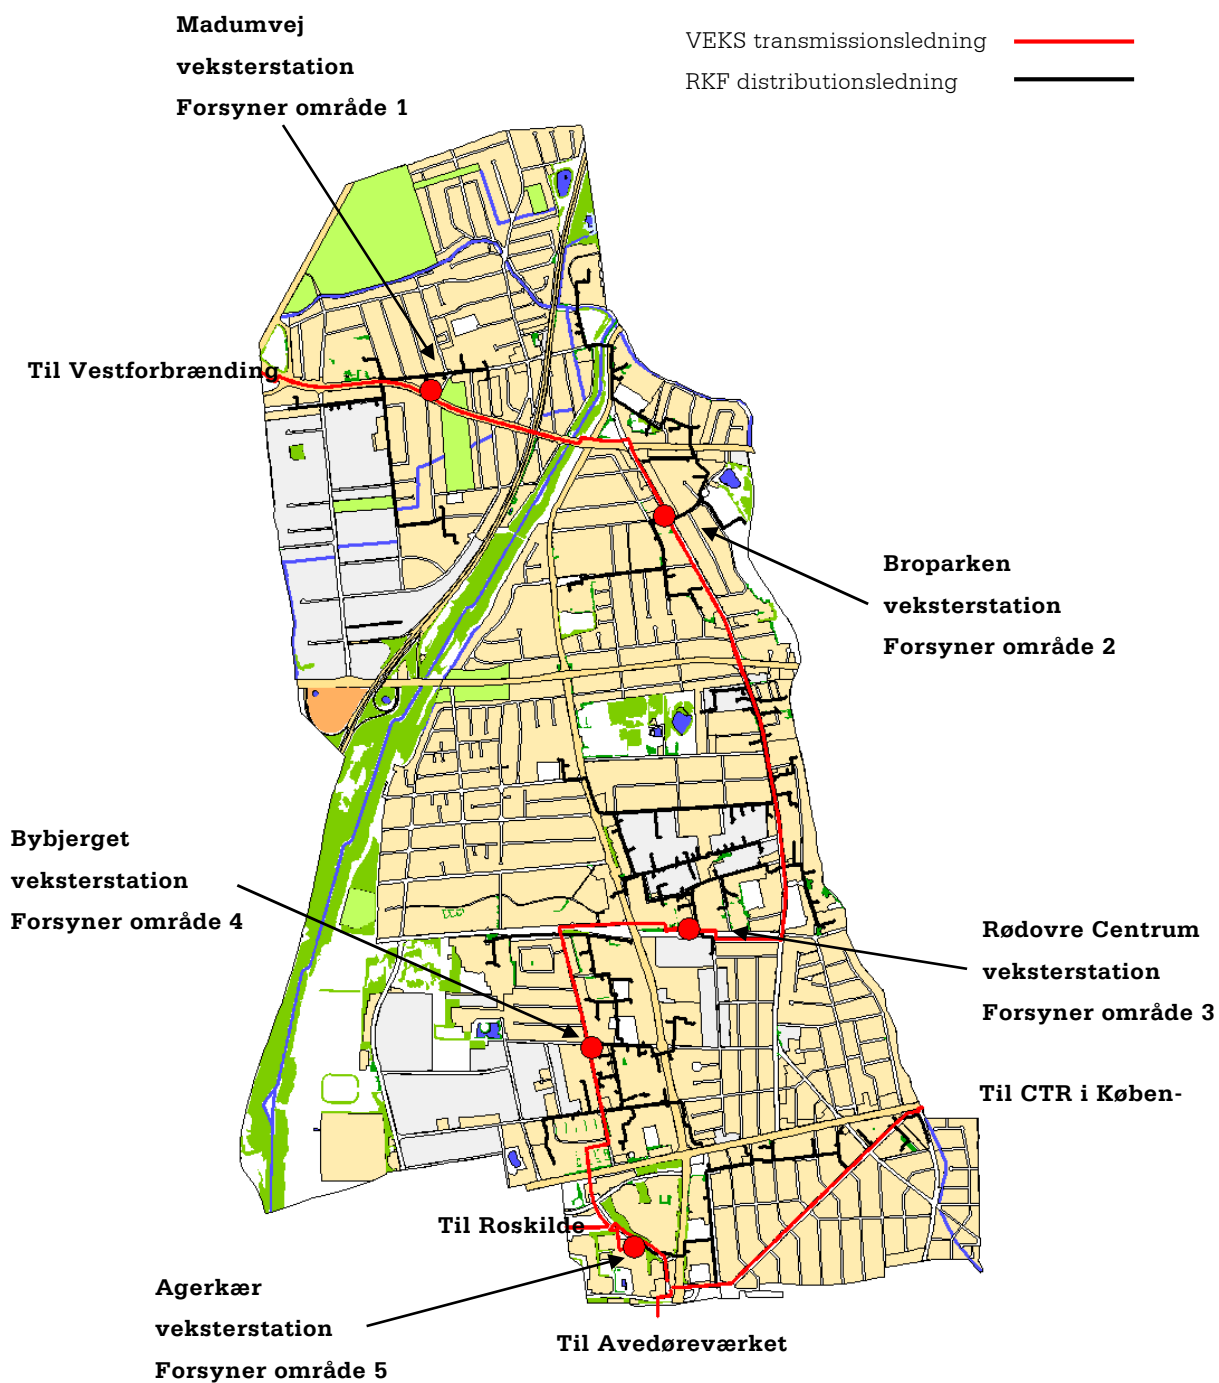 Madumvej
veksterstation
Forsyner område 1
VEKS transmissionsledning
RKF distributionsledning
Til Vestforbrænding
Broparken
veksterstation
Forsyner område 2
Bybjerget
veksterstation
Forsyner område 4
Rødovre Centrum
veksterstation
Forsyner område 3
Til CTR i Køben-
Til Roskilde
Agerkær
veksterstation
Forsyner område 5
Til Avedøreværket